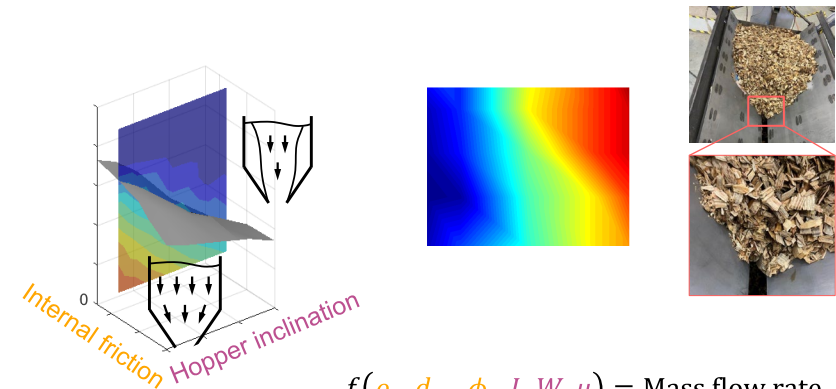 0
Internal friction
Hopper inclination
= Mass flow rate